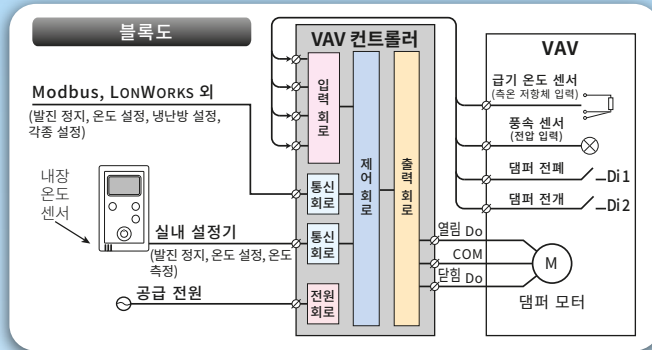 블록도
Modbus, LONWORKS 외
(발진 정지, 온도 설정, 냉난방 설정,
각종 설정)
내장
온도
센서
실내 설정기
(발진 정지, 온도 설정, 온도
측정)
공급 전원
VAV 컨트롤러
입력 회로
통신
회로
통신
회로
전원
회로
제어 회로
출력 회로
VAV
급기 온도 센서
(측온 저항체 입력)
풍속 센서
(전압 입력)
댐퍼 전폐
Di1
댐퍼 전개
Di2
열림 Do
COM
닫힘 Do
M
댐퍼 모터